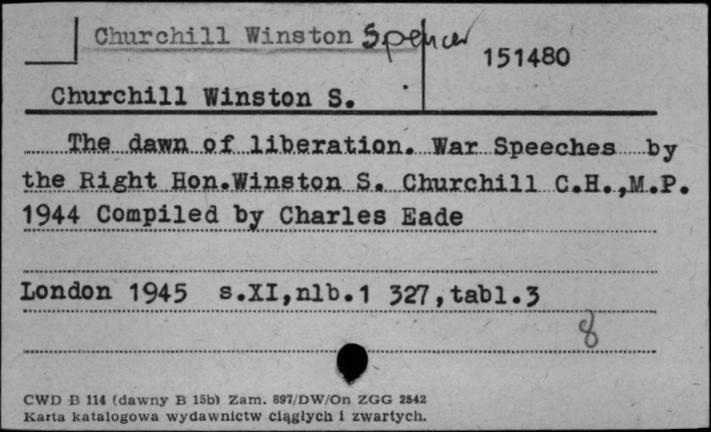 Churchill Winston Spencer
151480
Churchill Winston S.
The dawn of liberation. War Speeches by
the Right Hon.Winston S. Churchill C.H.,M.P.
1944 Compiled by Charles Eade
London 1945 s.XI,nlb.1 327,tabl.3
8
CWD B 114 (dawny B 15b) Zam. 897/DW/On ZGG 2542
Karta katalogowa wydawnictw ciągłych i zwartych.